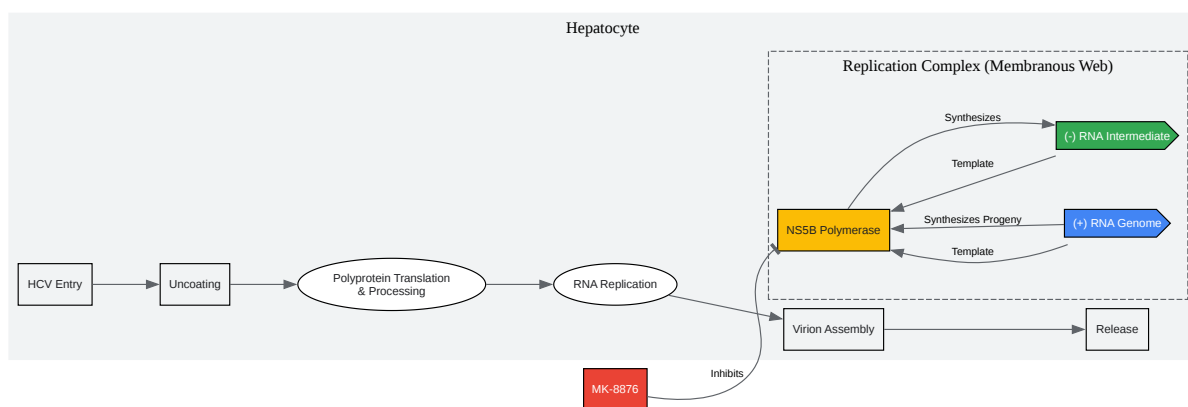 Hepatocyte
Replication Complex (Membranous Web)
Synthesizes
(-) RNA Intermediate
Template
Synthesizes Progeny
(+) RNA Genome
NS5B Polymerase
Template
HCV Entry
Uncoating
Polyprotein Translation
& Processing
RNA Replication
Virion Assembly
Release
Inhibits
MK-8876